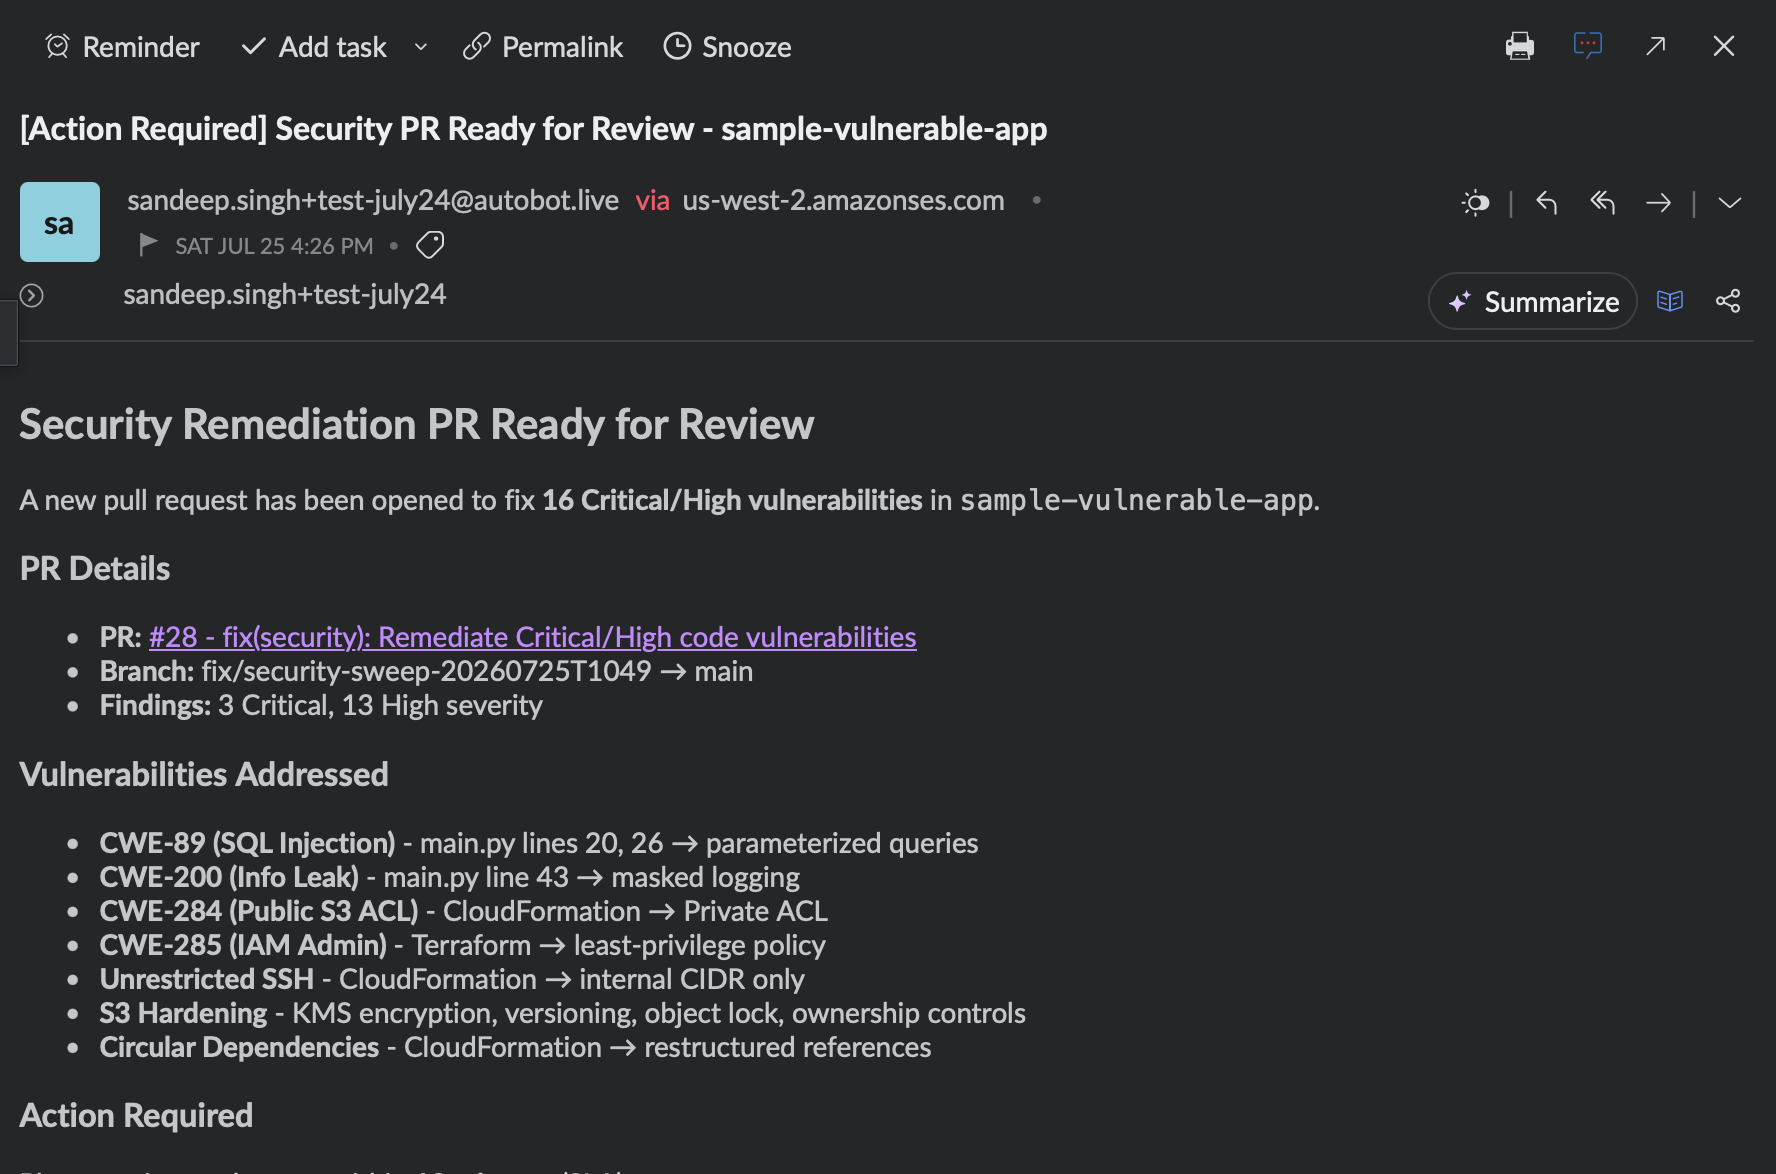 Reminder Add task Permalink Snooze
[Action Required] Security PR Ready for Review - sample-vulnerable-app
sa
sandeep.singh+test-july24@autobot.live via us-west-2.amazonses.com
SAT JUL 25 4:26 PM
sandeep.singh+test-july24
Summarize
Security Remediation PR Ready for Review
A new pull request has been opened to fix 16 Critical/High vulnerabilities in sample-vulnerable-app.
PR Details
• PR: #28 - fix(security): Remediate Critical/High code vulnerabilities
• Branch: fix/security-sweep-20260725T1049 → main
• Findings: 3 Critical, 13 High severity
Vulnerabilities Addressed
• CWE-89 (SQL Injection) - main.py lines 20, 26 → parameterized queries
• CWE-200 (Info Leak) - main.py line 43 → masked logging
• CWE-284 (Public S3 ACL) - CloudFormation → Private ACL
• CWE-285 (IAM Admin) - Terraform → least-privilege policy
• Unrestricted SSH - CloudFormation → internal CIDR only
• S3 Hardening - KMS encryption, versioning, object lock, ownership controls
• Circular Dependencies - CloudFormation → restructured references
Action Required